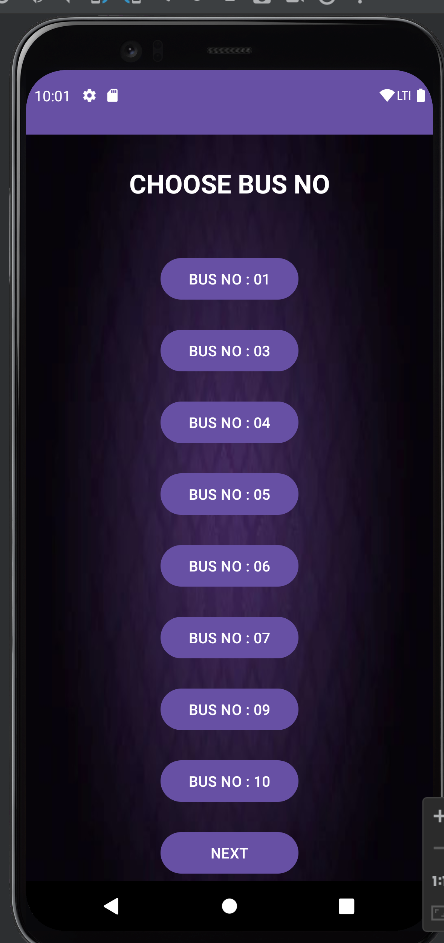 10:01
LTE
CHOOSE BUS NO
BUS NO : 01
BUS NO : 03
BUS NO : 04
BUS NO : 05
BUS NO : 06
BUS NO : 07
BUS NO : 09
BUS NO : 10
NEXT